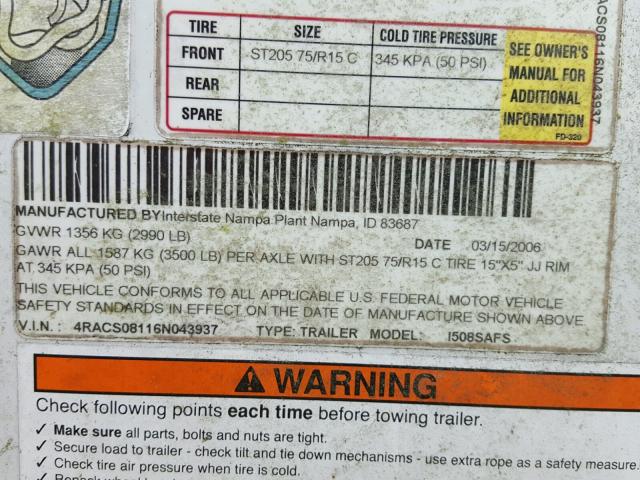 TIRE SIZE COLD TIRE PRESSURE
FRONT ST205 75/R15 C 345 KPA (50 PSI)
REAR
SPARE
SEE OWNER'S
MANUAL FOR
ADDITIONAL
INFORMATION
FD-320
ACS08116N043937
MANUFACTURED BY Interstate Nampa Plant Nampa, ID 83687
GVWR 1356 KG (2990 LB) DATE 03/15/2006
GAWR ALL 1587 KG (3500 LB) PER AXLE WITH ST205 75/R15 C TIRE 15"X5" JJ RIM
AT 345 KPA (50 PSI)
THIS VEHICLE CONFORMS TO ALL APPLICABLE U.S. FEDERAL MOTOR VEHICLE
SAFETY STANDARDS IN EFFECT ON THE DATE OF MANUFACTURE SHOWN ABOVE
V.I.N.: 4RACS08116N043937 TYPE: TRAILER MODEL: I508SAFS
WARNING
Check following points each time before towing trailer.
✓ Make sure all parts, bolts and nuts are tight.
✓ Secure load to trailer - check tilt and tie down mechanisms - use extra rope as a safety measure.
✓ Check tire air pressure when tire is cold.